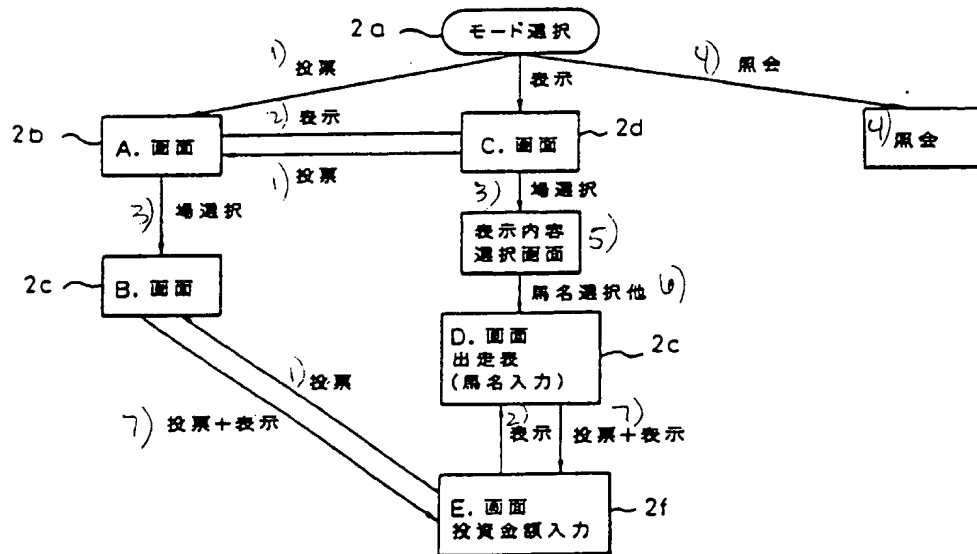 2a
モード選択
1) 投票
表示
4) 照会
2b
A. 画面
2) 表示
1) 投票
C. 画面
2d
4) 照会
3) 場選択
3) 場選択
表示内容
選択画面
5)
2c
B. 画面
馬名選択他 6)
D. 画面
出走表
(馬名入力)
2c
1) 投票
7) 投票+表示
2) 表示
7) 投票+表示
E. 画面
投資金額入力
2f